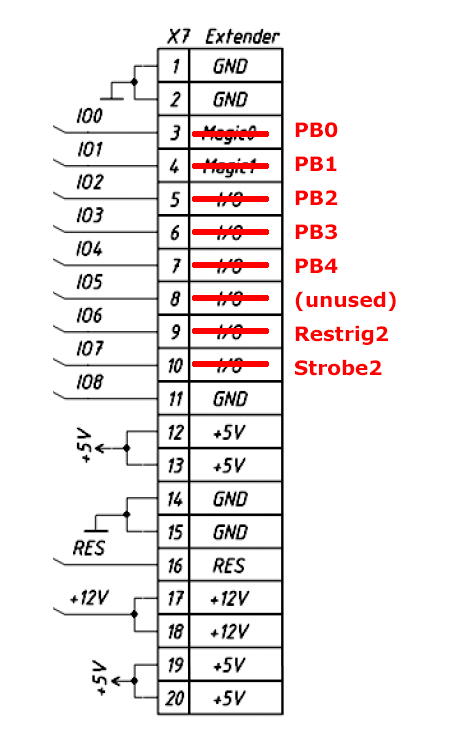 X7 Extender
1 GND
2 GND
IO0
3 Magic0 PB0
IO1
4 Magic1 PB1
IO2
5 I/O PB2
IO3
6 I/O PB3
IO4
7 I/O PB4
IO5
8 I/O (unused)
IO6
9 I/O Restrig2
IO7
10 I/O Strobe2
IO8
11 GND
12 +5V
+5V
13 +5V
14 GND
15 GND
RES
16 RES
+12V
17 +12V
18 +12V
19 +5V
+5V
20 +5V